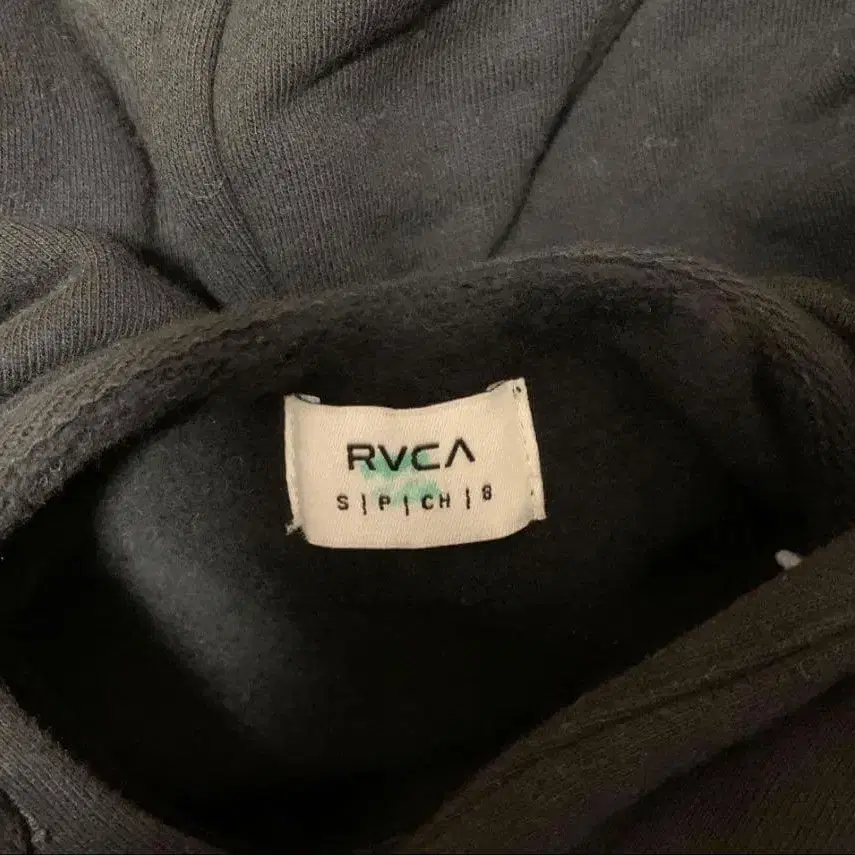 RVCA
S | P | CH | 8